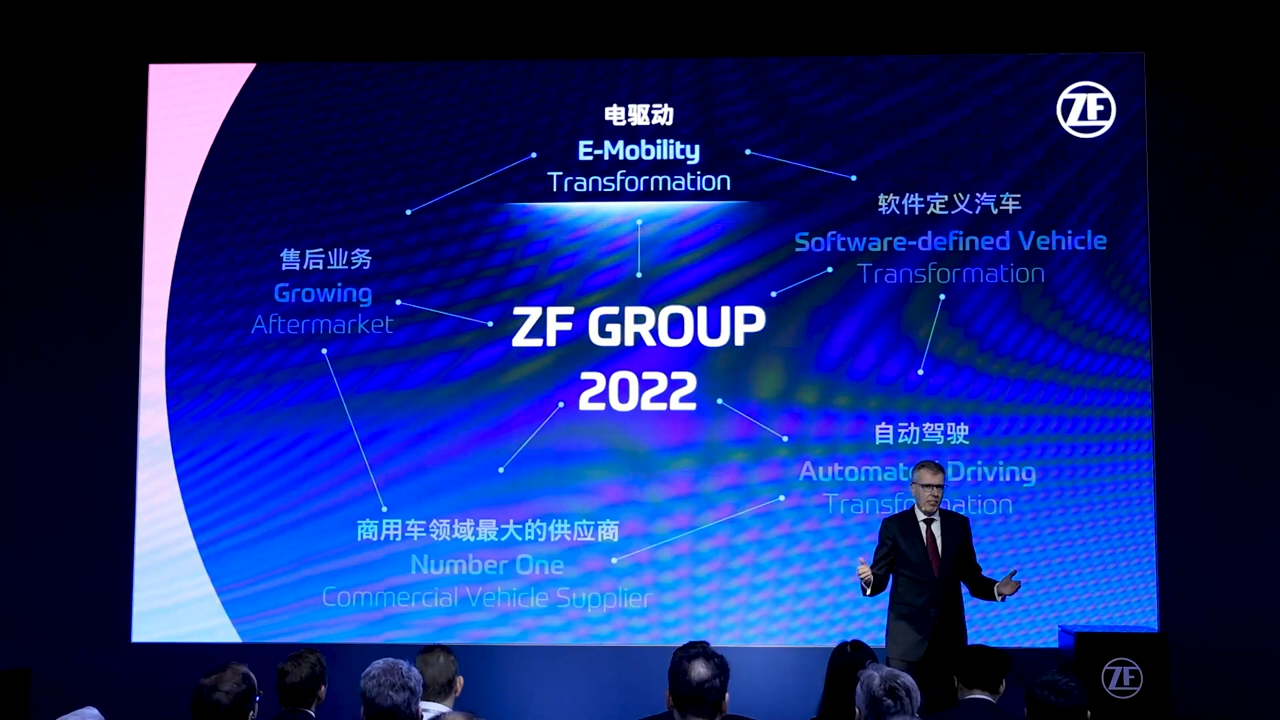 电驱动
E-Mobility
Transformation
ZF
软件定义汽车
Software-defined Vehicle
Transformation
售后业务
Growing
Aftermarket
ZF GROUP
2022
自动驾驶
Automated Driving
Transformation
商用车领域最大的供应商
Number One
Commercial Vehicle Supplier
ZF